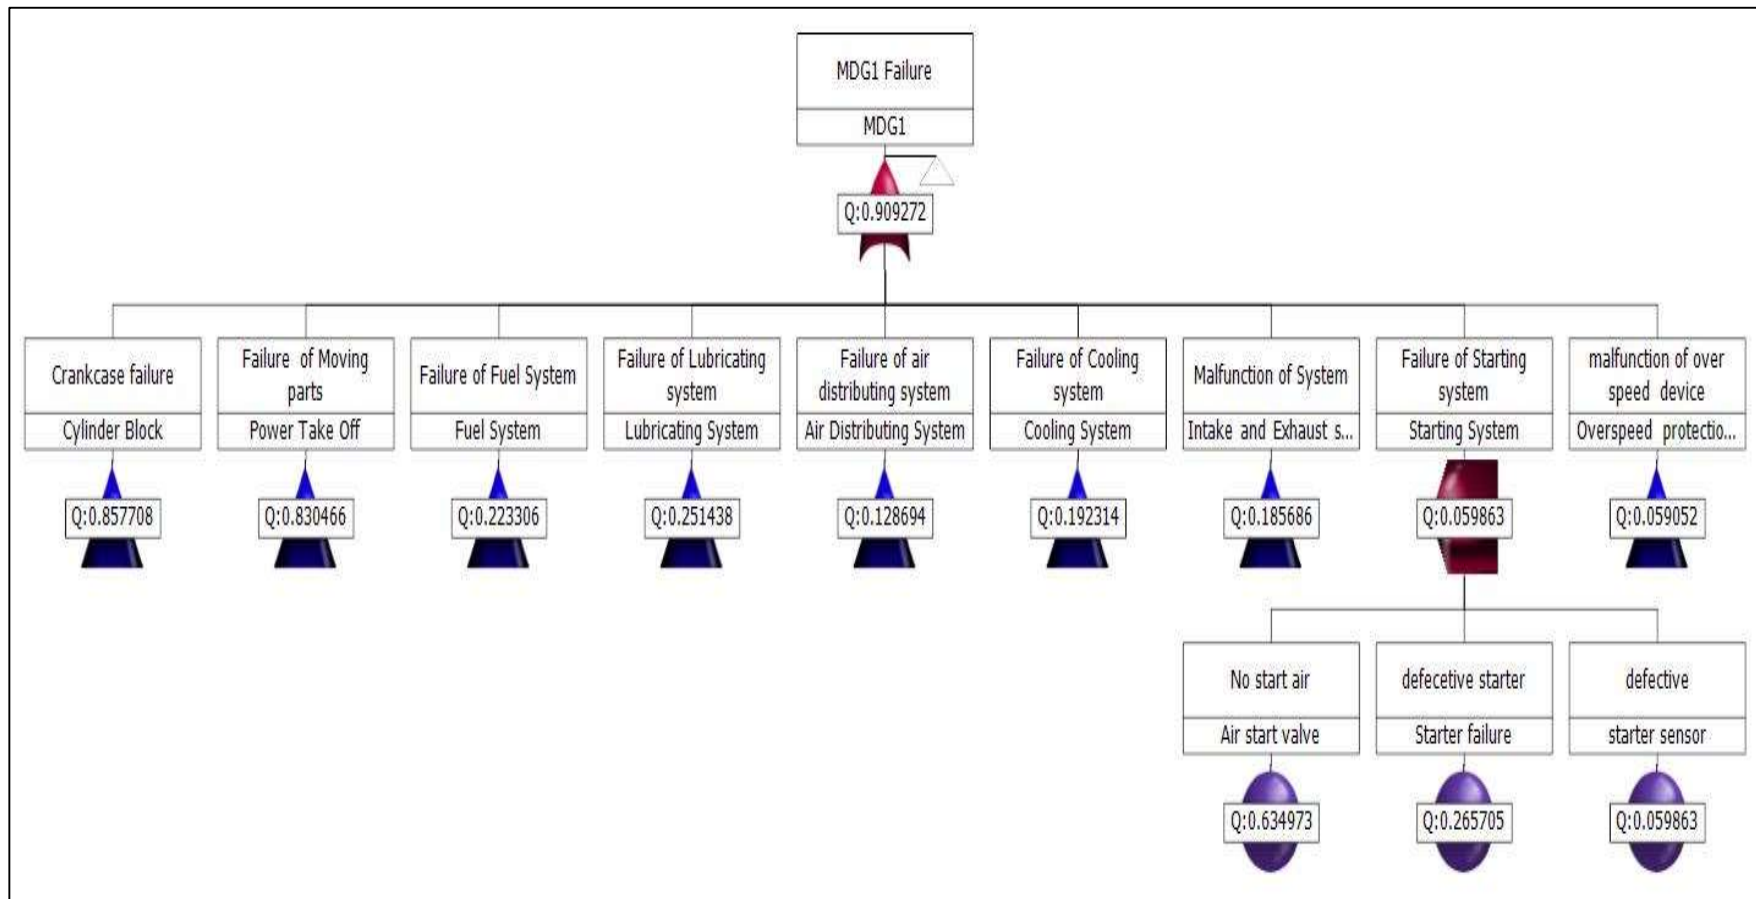 MDG1 Failure
MDG1
Q:0.909272
Crankcase failure
Cylinder Block
Q:0.857708
Failure of Moving
parts
Power Take Off
Q:0.830466
Failure of Fuel System
Fuel System
Q:0.223306
Failure of Lubricating
system
Lubricating System
Q:0.251438
Failure of air
distributing system
Air Distributing System
Q:0.128694
Failure of Cooling
system
Cooling System
Q:0.192314
Malfunction of System
Intake and Exhaust s...
Q:0.185686
Failure of Starting
system
Starting System
Q:0.059863
malfunction of over
speed device
Overspeed protectio...
Q:0.059052
No start air
Air start valve
Q:0.634973
defecetive starter
Starter failure
Q:0.265705
defective
starter sensor
Q:0.059863